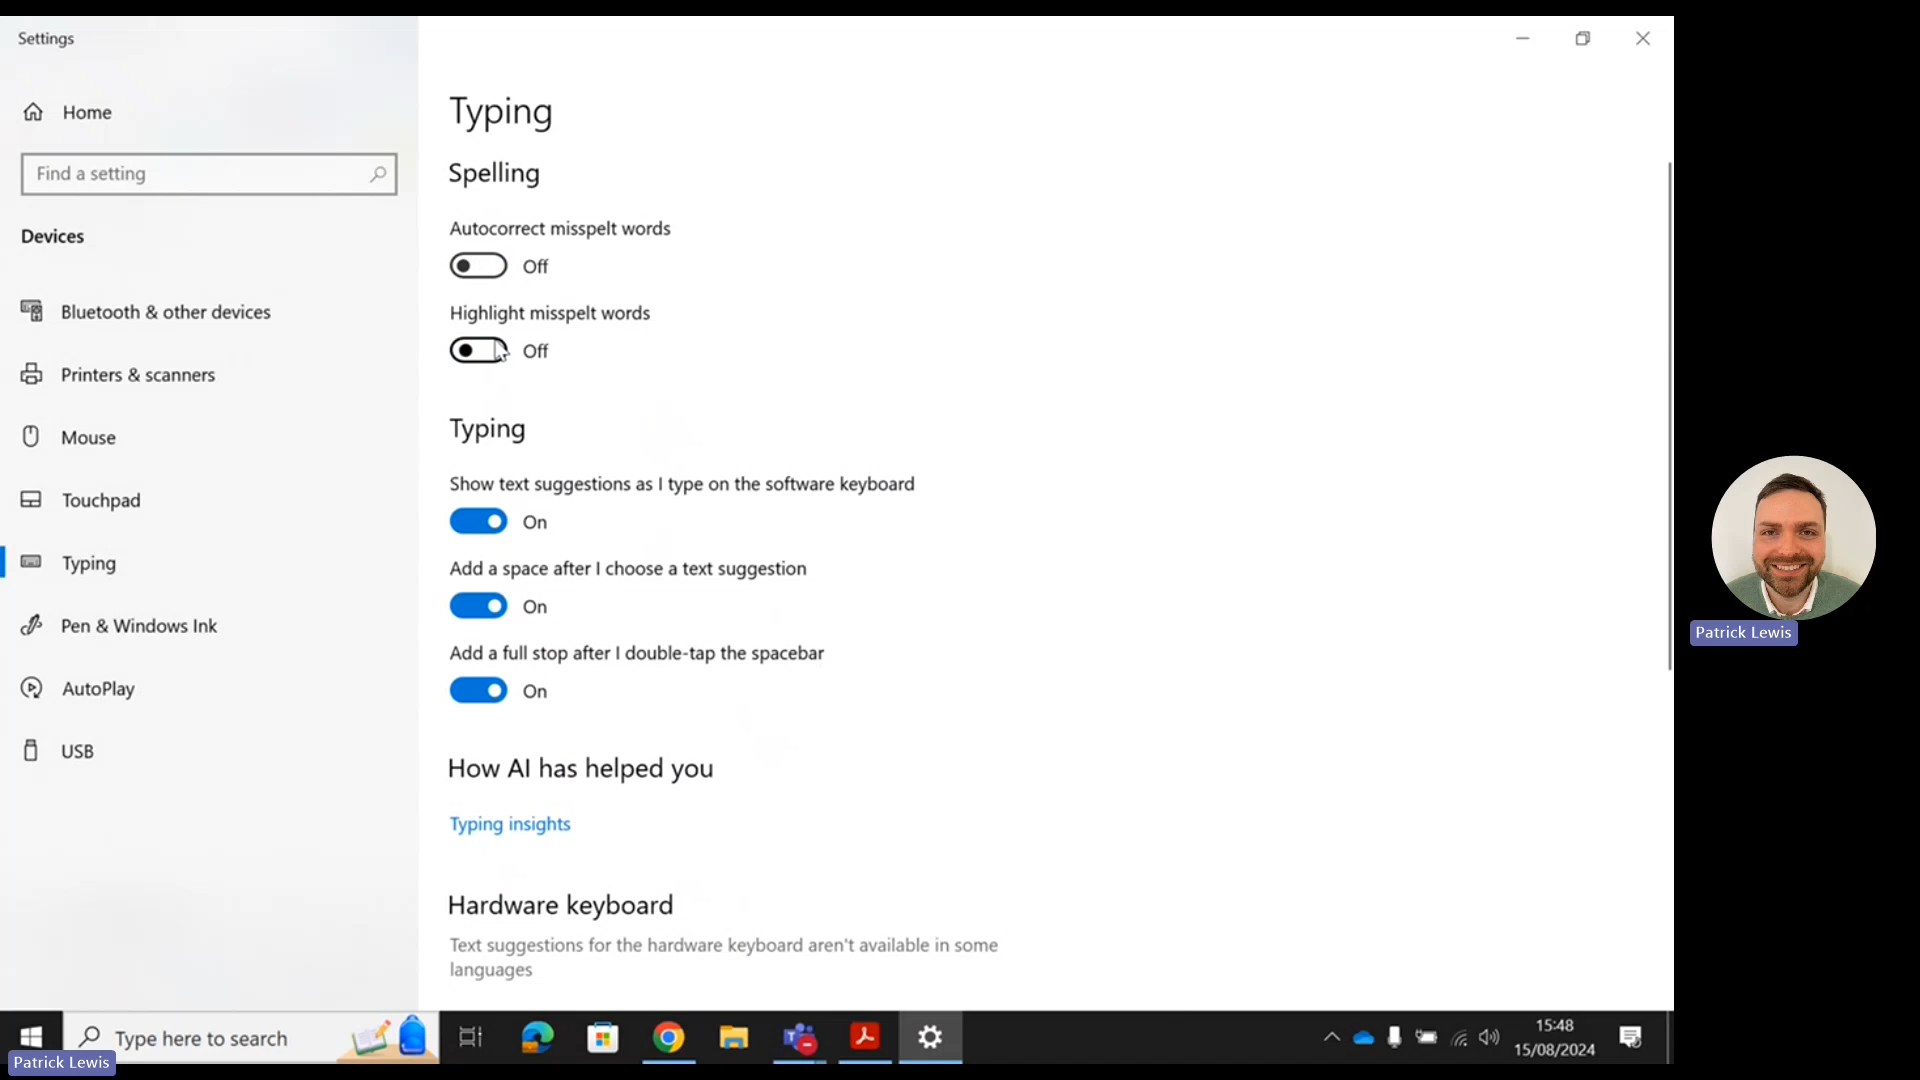 Settings
Home
Find a setting
Devices
Bluetooth & other devices
Printers & scanners
Mouse
Touchpad
Typing
Pen & Windows Ink
AutoPlay
USB
Typing
Spelling
Autocorrect misspelt words
Off
Highlight misspelt words
Off
Typing
Show text suggestions as I type on the software keyboard
On
Add a space after I choose a text suggestion
On
Add a full stop after I double-tap the spacebar
On
How AI has helped you
Typing insights
Hardware keyboard
Text suggestions for the hardware keyboard aren't available in some
languages
Patrick Lewis
Type here to search
15:48
15/08/2024
Patrick Lewis